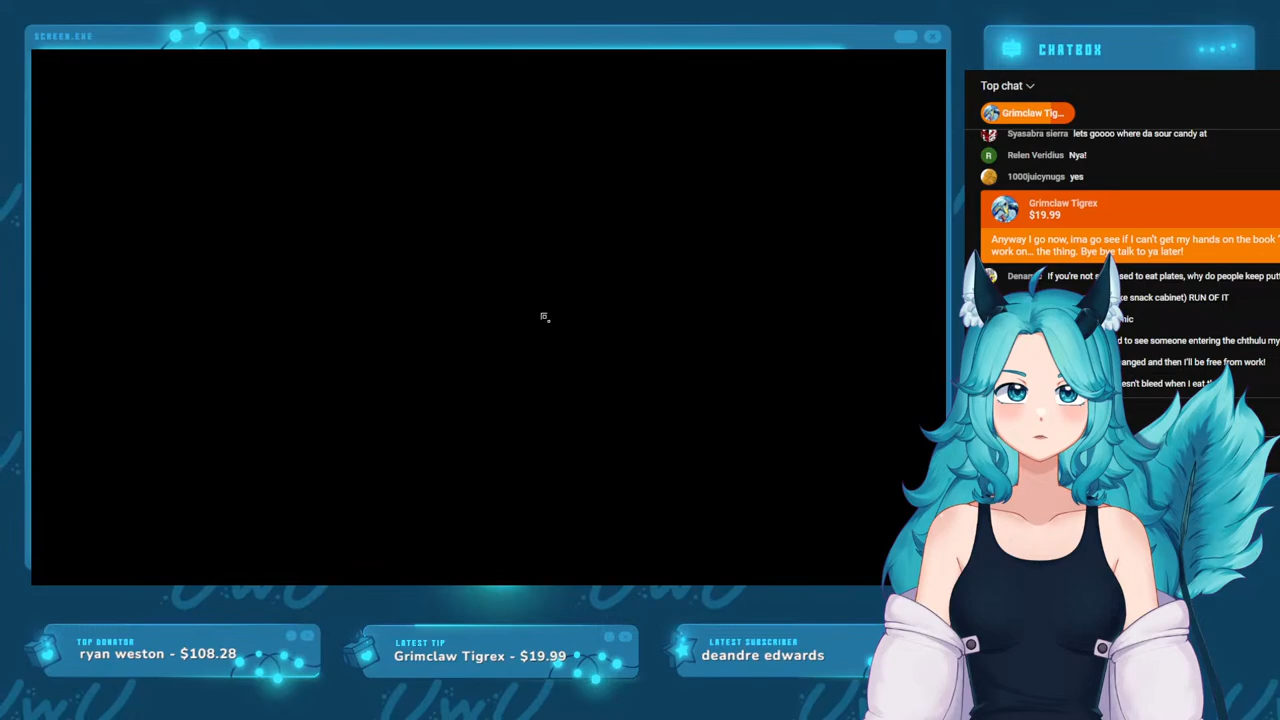 SCREEN.EXE
CHATBOX
Top chat
Grimclaw Tig...
Syasabra sierra lets goooo where da sour candy at
R Relen Veridius Nya!
1000juicynugs yes
Grimclaw Tigrex
$19.99
Anyway I go now, ima go see if I can't get my hands on the book
work on... the thing. Bye bye talk to ya later!
If you're not
ed to eat plates, why do people keep put
ke snack cabinet) RUN OF IT
nic
d to see someone entering the chthulu my
anged and then I'll be free from work!
esn't bleed when I eat
UwU
UwU
TOP DONATOR
ryan weston - $108.28
LATEST TIP
Grimclaw Tigrex - $19.99
LATEST SUBSCRIBER
deandre edwards